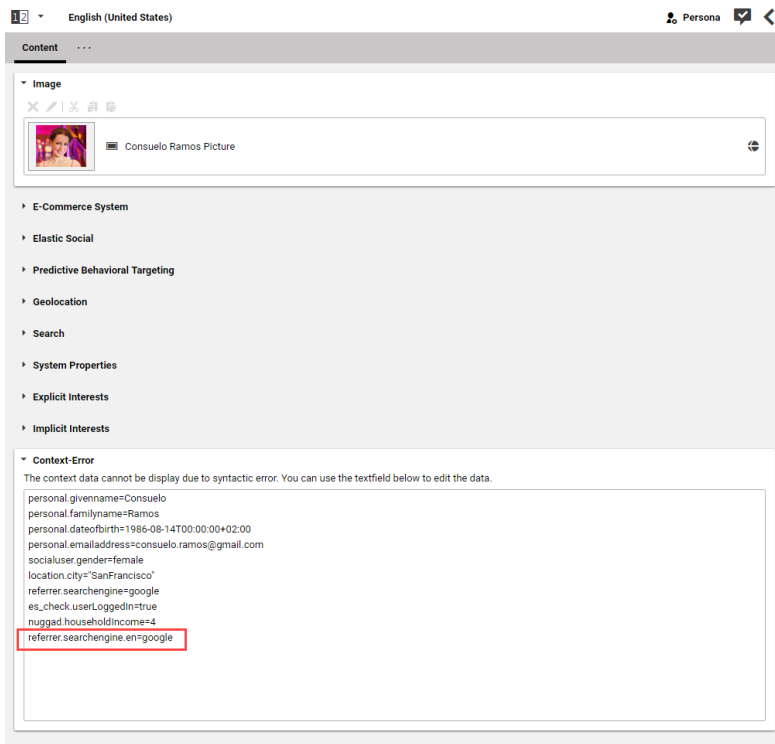 12 English (United States) Persona
Content ...
Image
Consuelo Ramos Picture
E-Commerce System
Elastic Social
Predictive Behavioral Targeting
Geolocation
Search
System Properties
Explicit Interests
Implicit Interests
Context-Error
The context data cannot be display due to syntactic error. You can use the textfield below to edit the data.
personal.givenname=Consuelo
personal.familyname=Ramos
personal.dateofbirth=1986-08-14T00:00:00+02:00
personal.emailaddress=consuelo.ramos@gmail.com
socialuser.gender=female
location.city="SanFrancisco"
referrer.searchengine=google
es_check.userLoggedIn=true
nuggad.householdIncome=4
referrer.searchengine.en=google